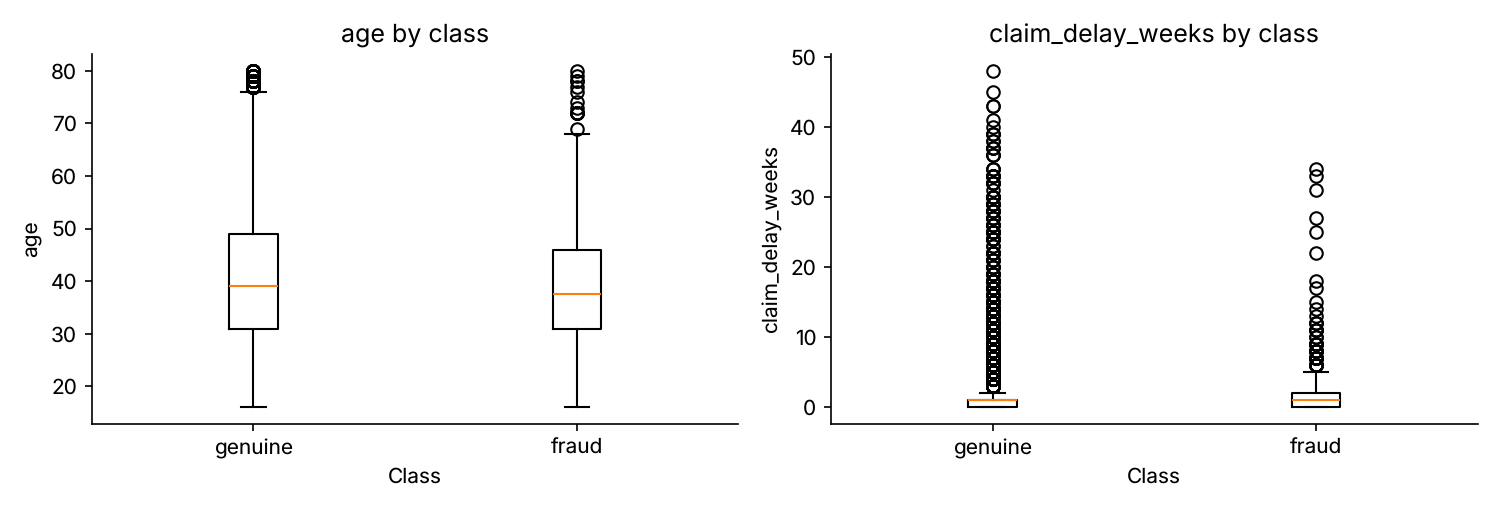 age by class
age
80
70
60
50
40
30
20
genuine
fraud
Class
claim_delay_weeks by class
claim_delay_weeks
50
40
30
20
10
0
genuine
fraud
Class